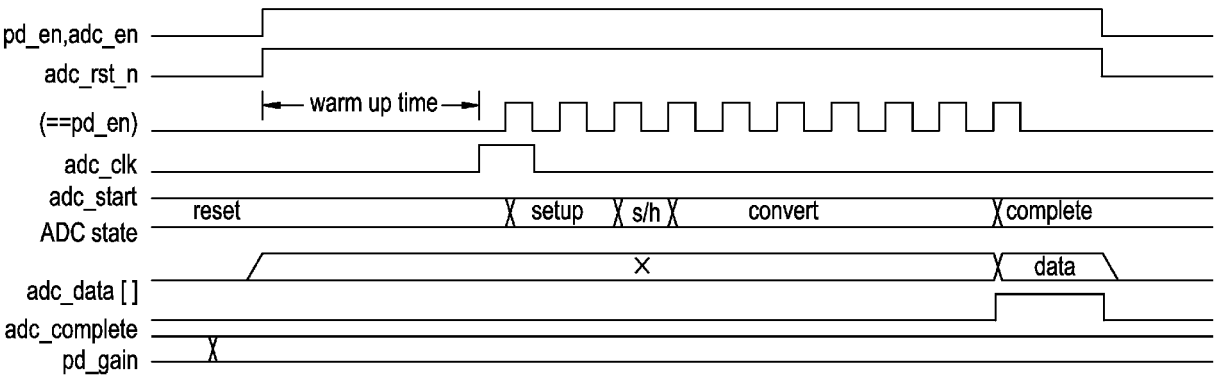 pd_en,adc_en
adc_rst_n
warm up time
(==pd_en)
adc_clk
adc_start
reset setup s/h convert complete
ADC state
X data
adc_data [ ]
adc_complete
pd_gain